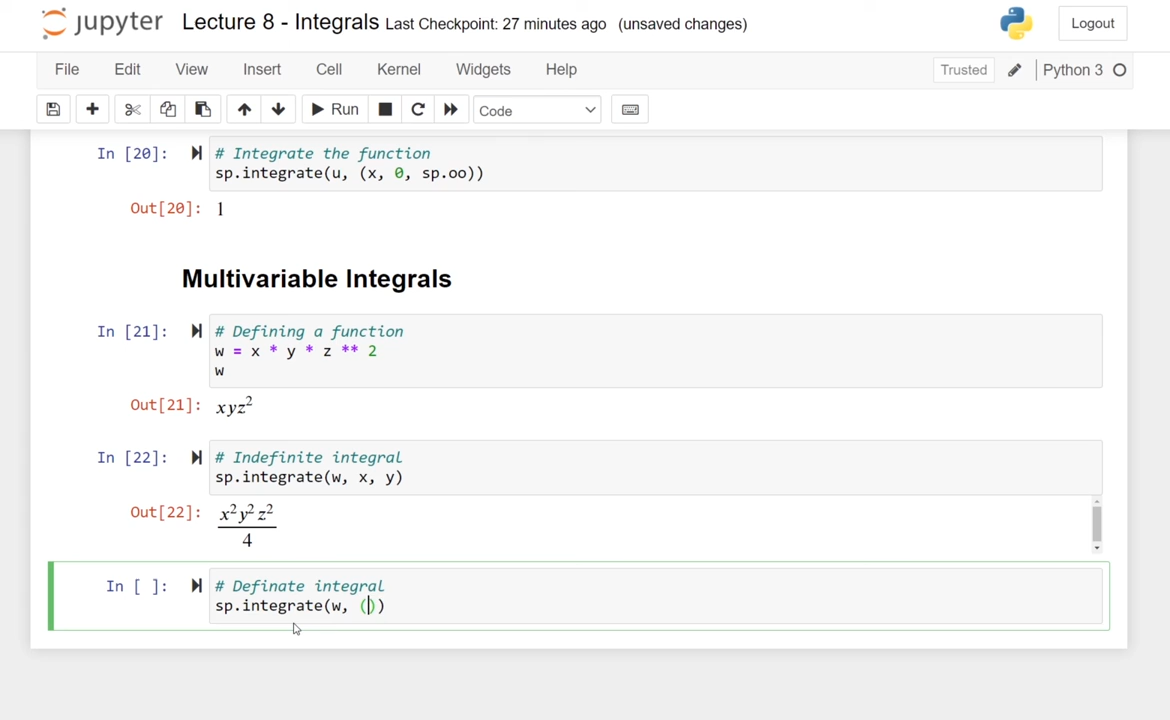 jupyter Lecture 8 - Integrals Last Checkpoint: 27 minutes ago (unsaved changes) Logout
File Edit View Insert Cell Kernel Widgets Help Trusted Python 3
Run Code
In [20]: # Integrate the function
sp.integrate(u, (x, 0, sp.oo))
Out[20]: 1
Multivariable Integrals
In [21]: # Defining a function
w = x * y * z ** 2
w
Out[21]: xyz²
In [22]: # Indefinite integral
sp.integrate(w, x, y)
Out[22]: x²y²z²
4
In [ ]: # Definate integral
sp.integrate(w, ())